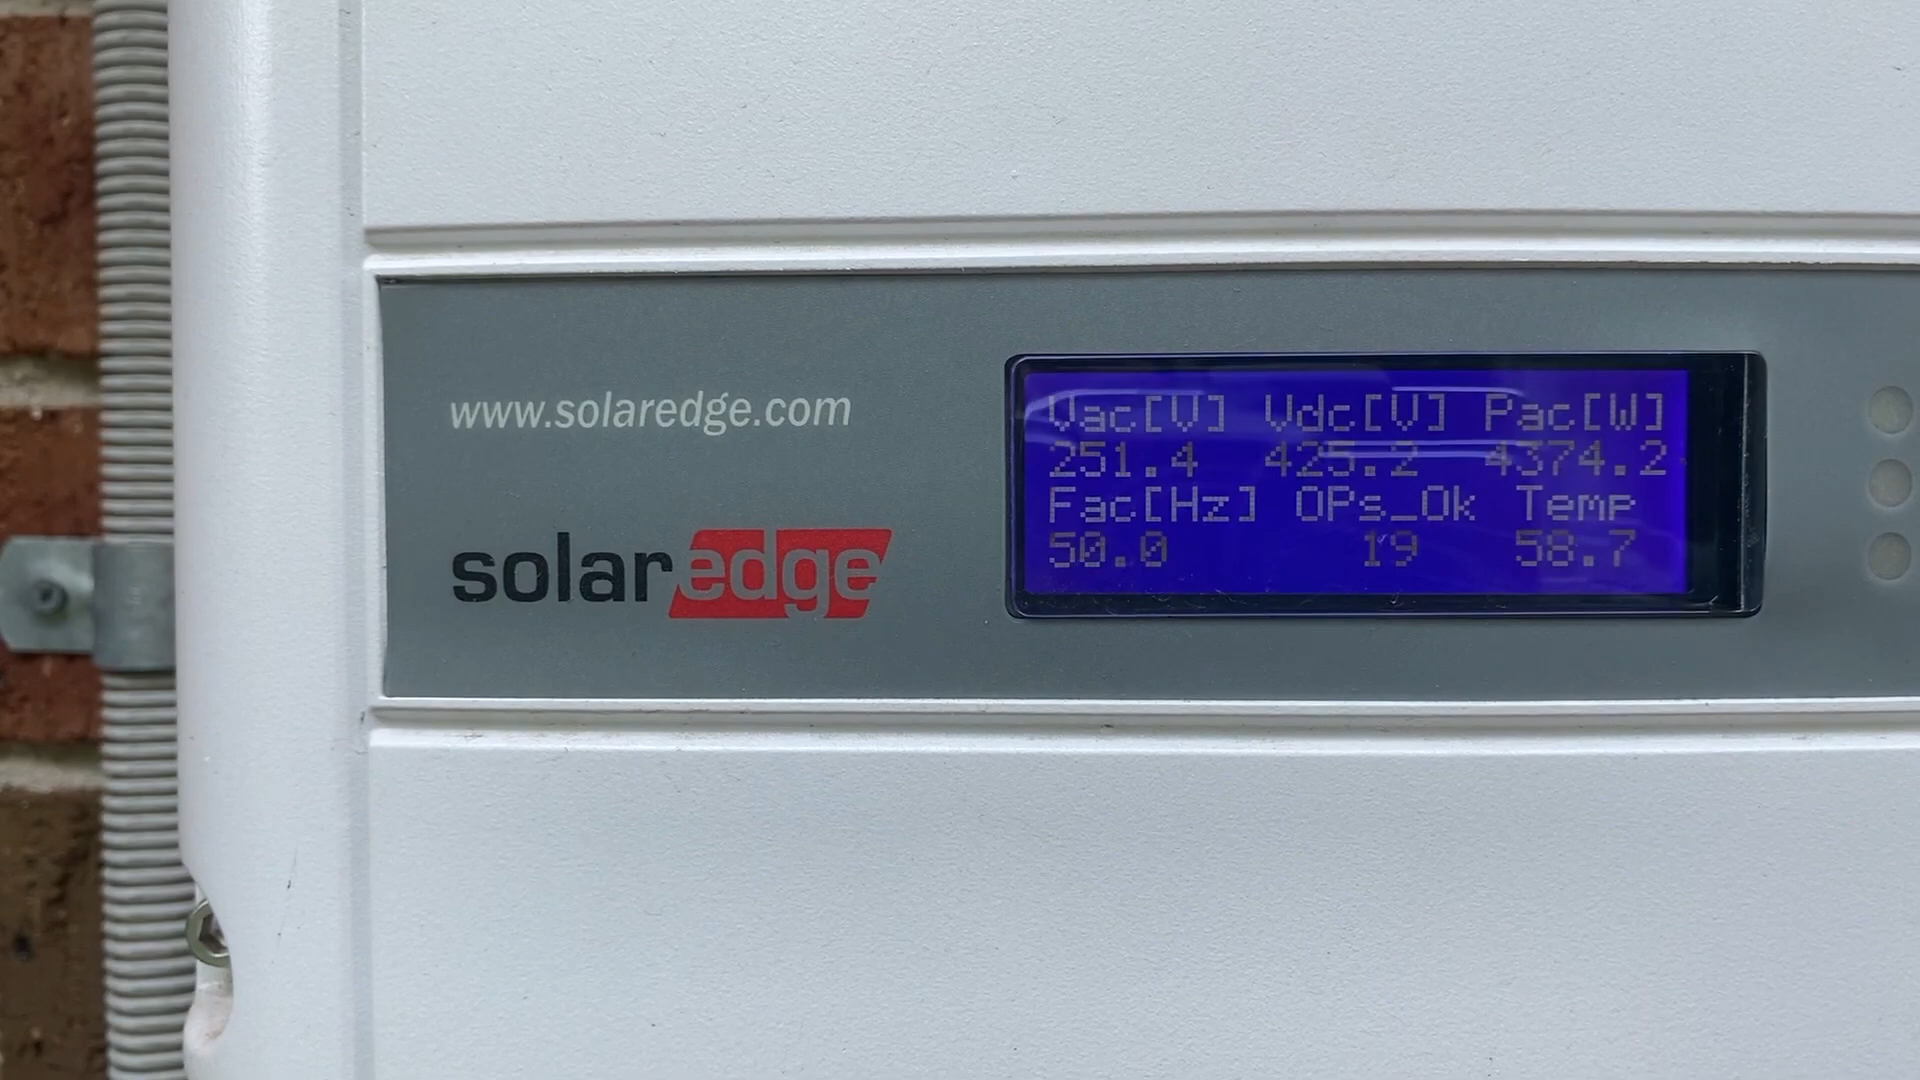 www.solaredge.com
solaredge
Vac[V] Vdc[V] Pac[W]
251.4 425.2 4374.2
Fac[Hz] OPs_Ok Temp
50.0 19 58.7